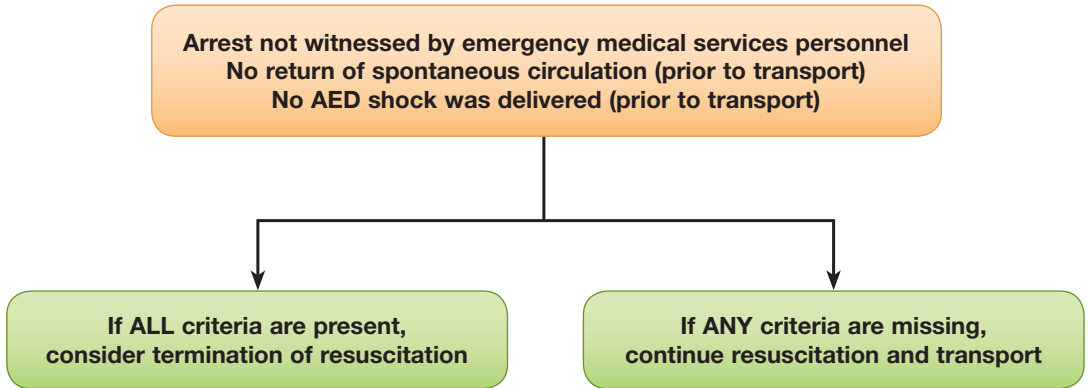 Arrest not witnessed by emergency medical services personnel
No return of spontaneous circulation (prior to transport)
No AED shock was delivered (prior to transport)
If ALL criteria are present,
consider termination of resuscitation
If ANY criteria are missing,
continue resuscitation and transport